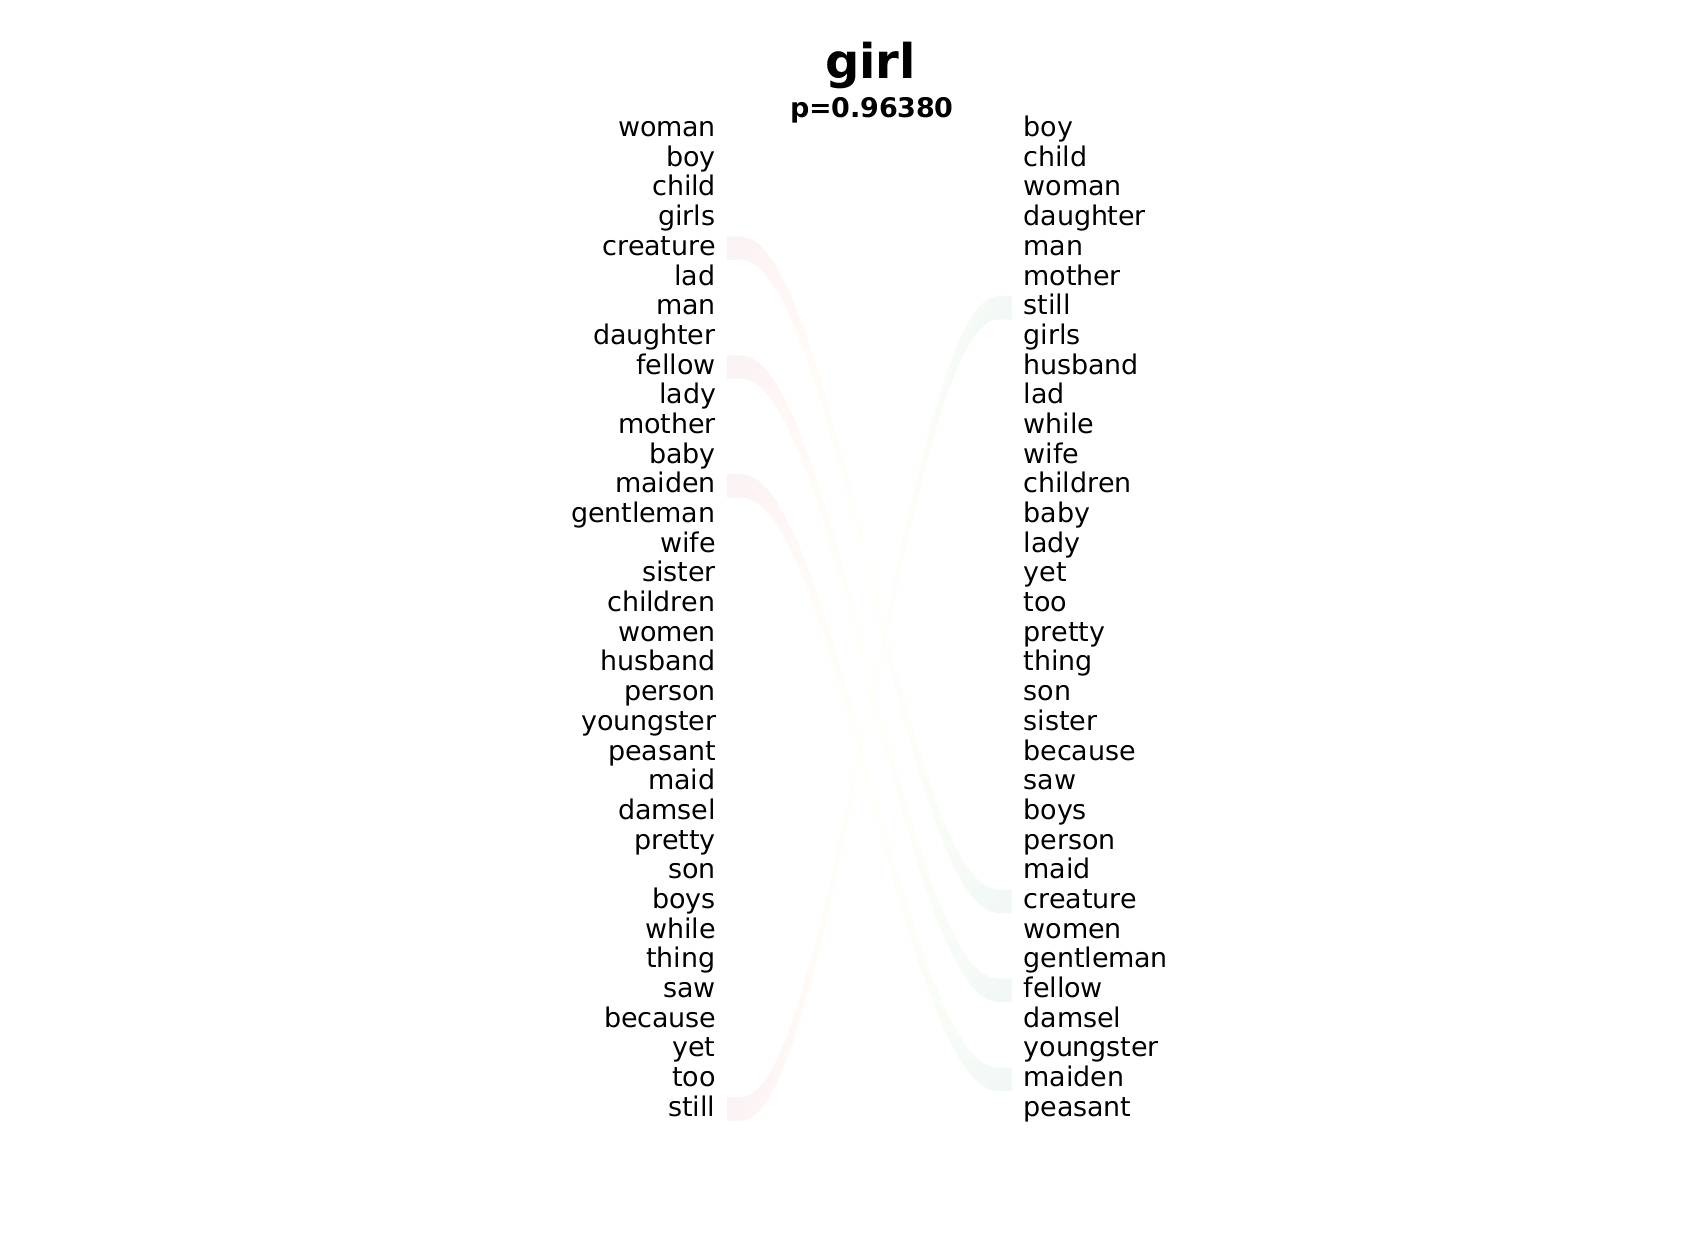 girl
p=0.96380
woman boy
boy child
child woman
girls daughter
creature man
lad mother
man still
daughter girls
fellow husband
lady lad
mother while
baby wife
maiden children
gentleman baby
wife lady
sister yet
children too
women pretty
husband thing
person son
youngster sister
peasant because
maid saw
damsel boys
pretty person
son maid
boys creature
while women
thing gentleman
saw fellow
because damsel
yet youngster
too maiden
still peasant